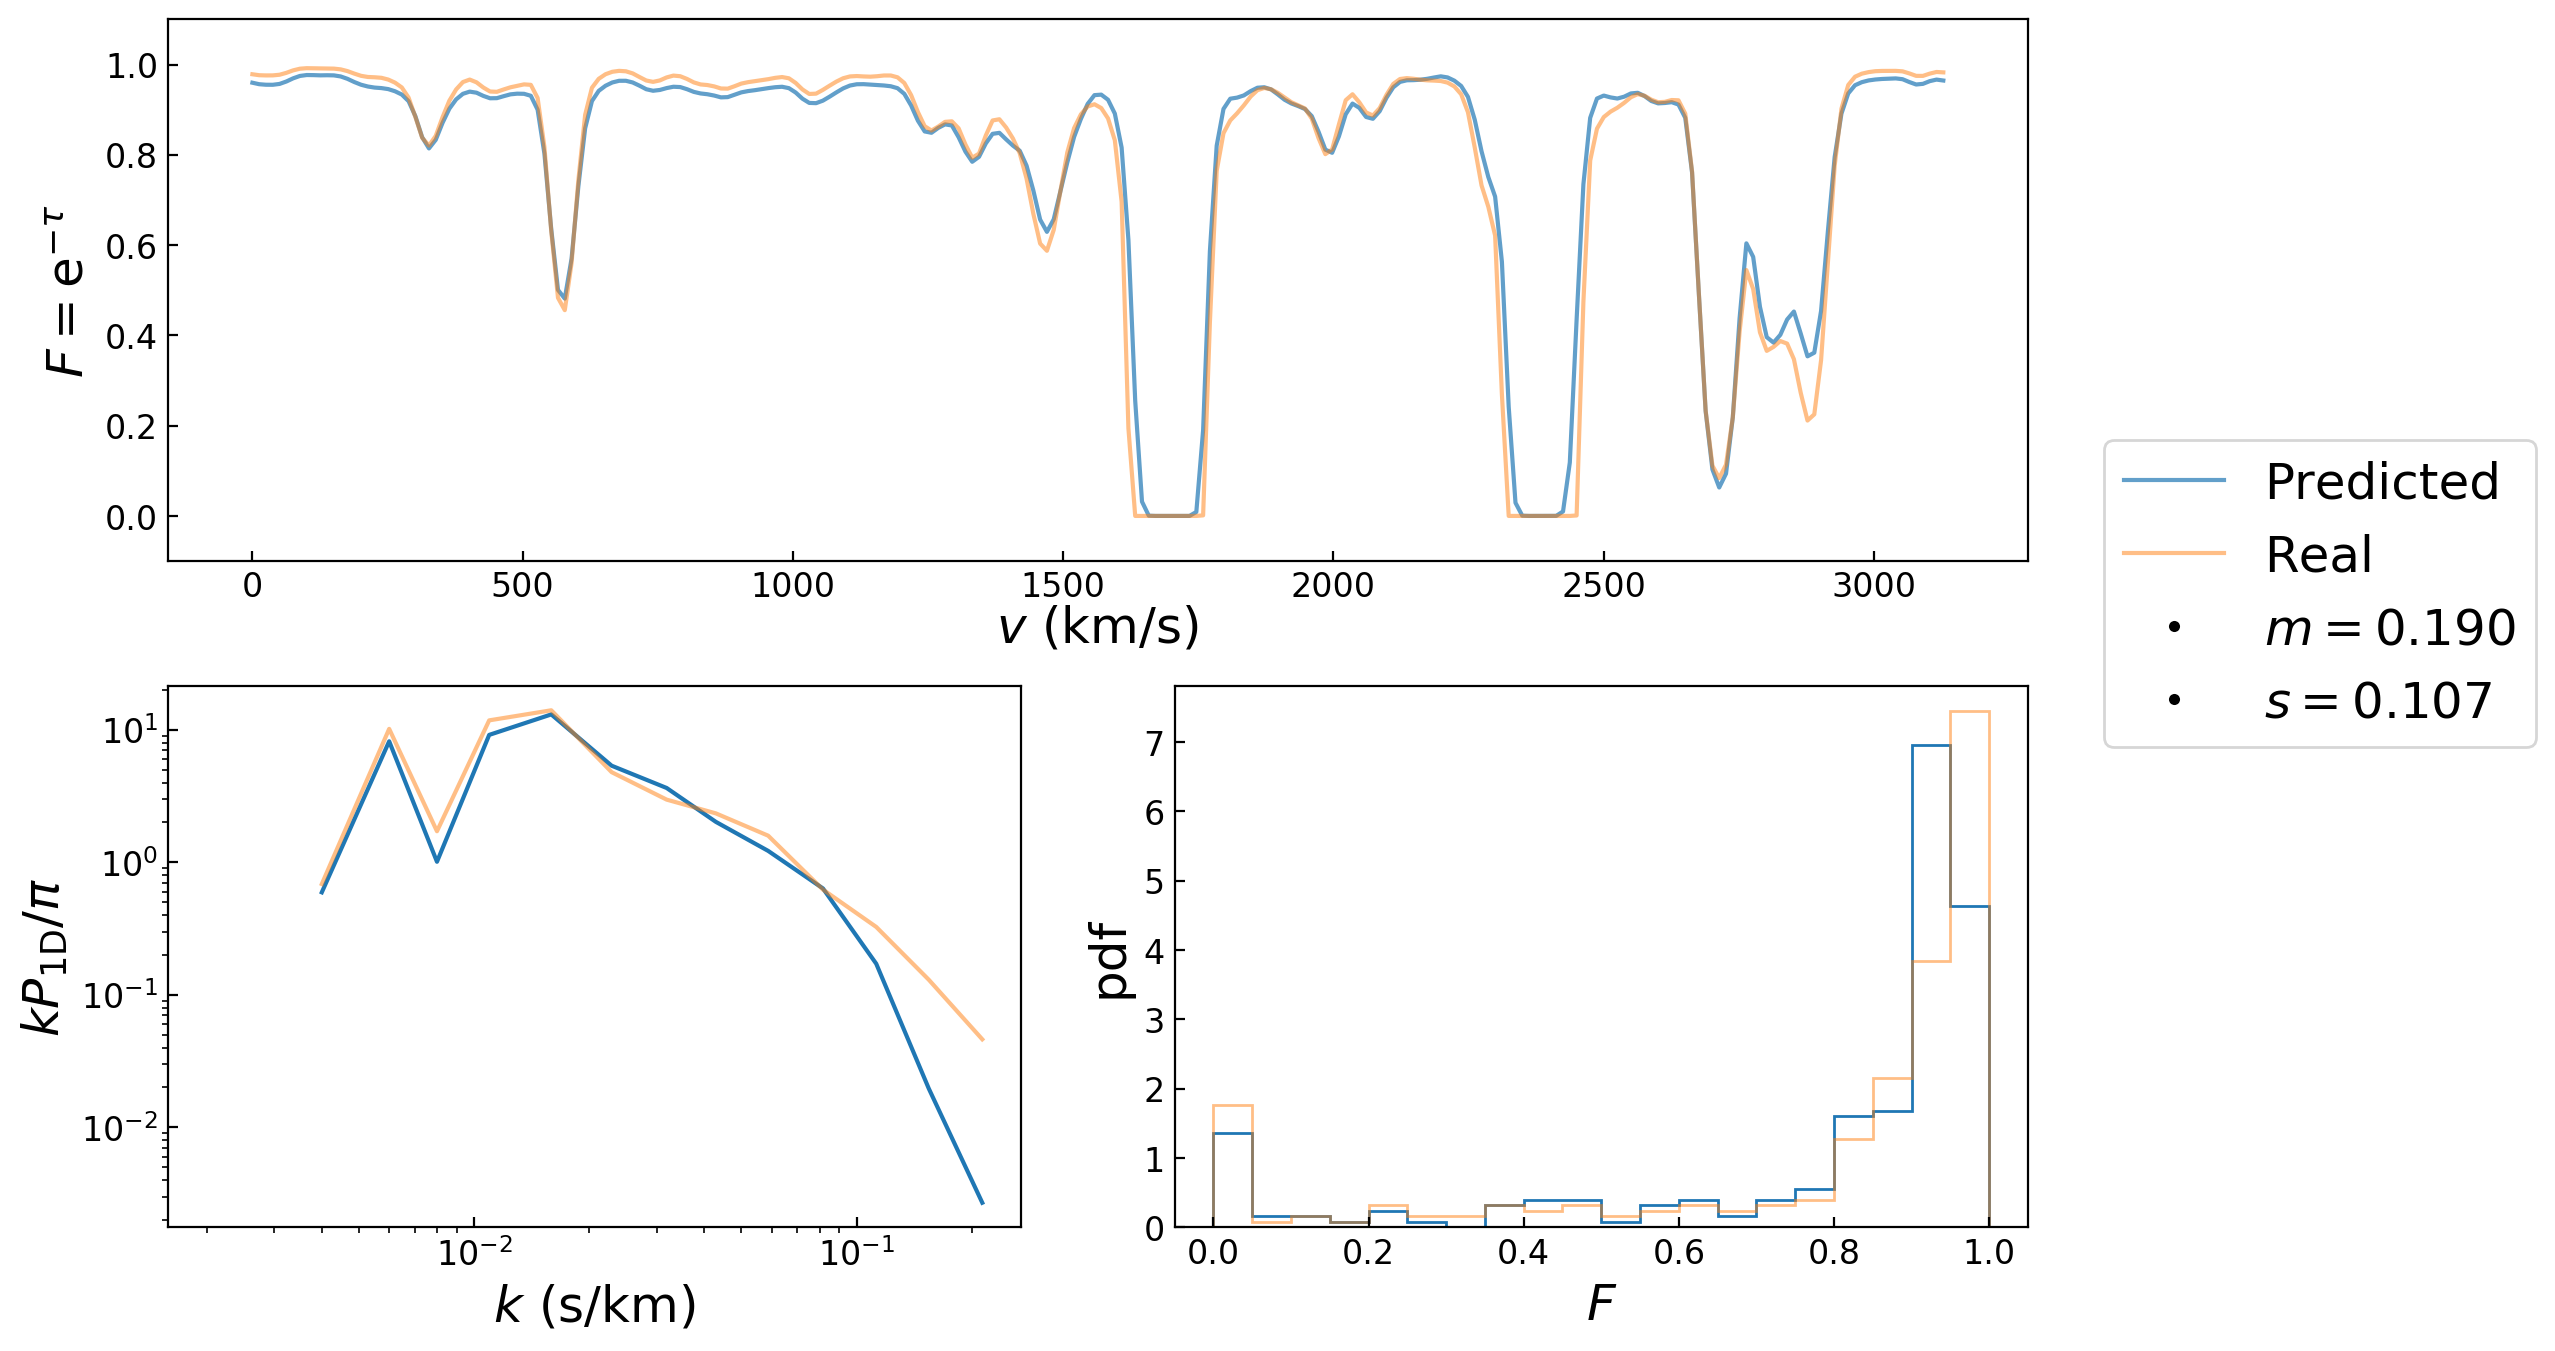 1.0
0.8
0.6
0.4
0.2
0.0
F = e^{−τ}
0 500 1000 1500 2000 2500 3000
v (km/s)
Predicted
Real
m = 0.190
s = 0.107
10^1
10^0
10^{−1}
10^{−2}
kP_{1D}/π
10^{−2} 10^{−1}
k (s/km)
7
6
5
4
3
2
1
0
pdf
0.0 0.2 0.4 0.6 0.8 1.0
F